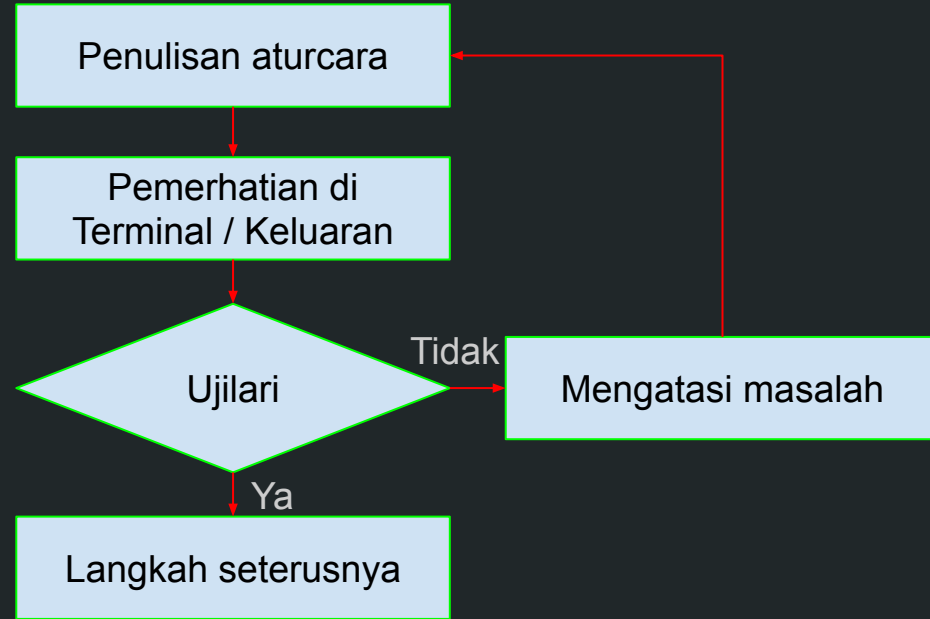 Penulisan aturcara
Pemerhatian di
Terminal / Keluaran
Ujilari
Tidak
Mengatasi masalah
Ya
Langkah seterusnya